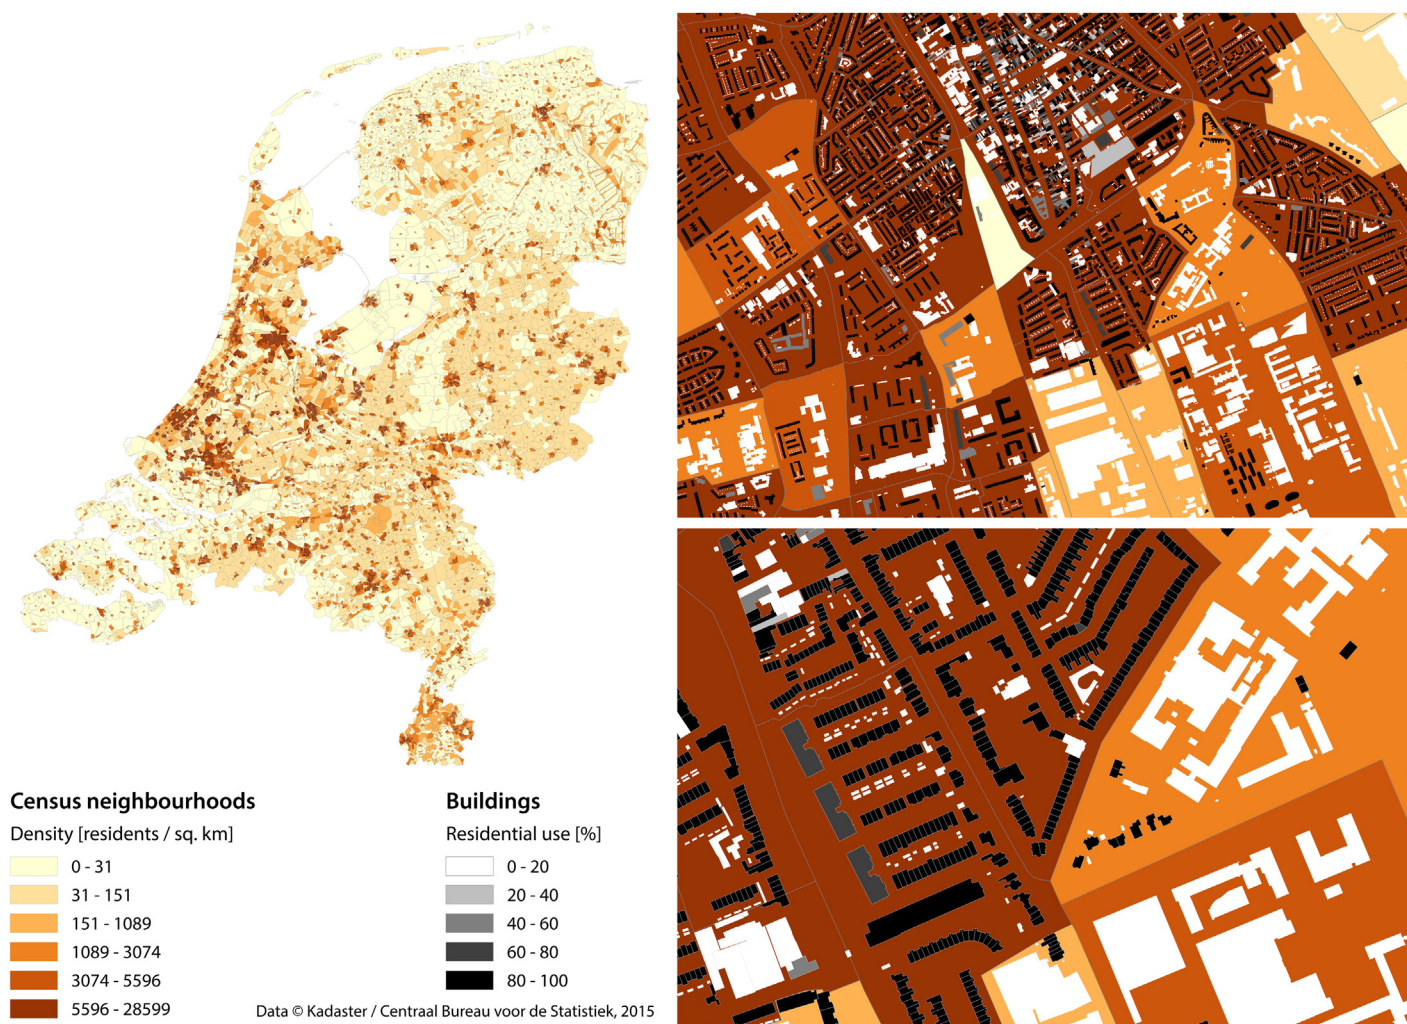 Census neighbourhoods
Density [residents / sq. km]
0 - 31
31 - 151
151 - 1089
1089 - 3074
3074 - 5596
5596 - 28599
Buildings
Residential use [%]
0 - 20
20 - 40
40 - 60
60 - 80
80 - 100
Data © Kadaster / Centraal Bureau voor de Statistiek, 2015